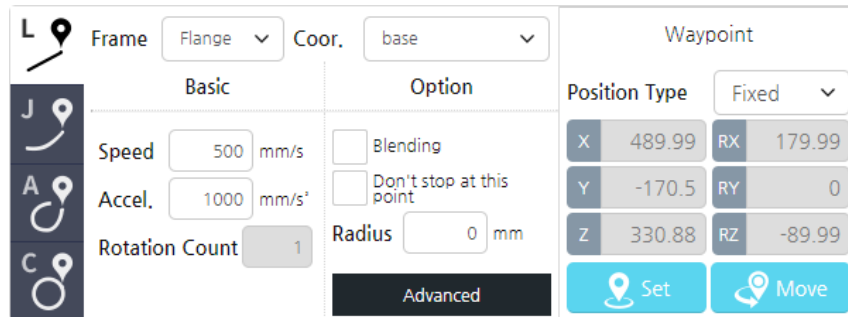 L
Frame Flange Coor. base
Waypoint
Basic
Option
Position Type Fixed
J
Speed 500 mm/s
Blending
X 489.99 RX 179.99
Don't stop at this
point
A
Accel. 1000 mm/s²
Y -170.5 RY 0
Radius 0 mm
Rotation Count 1
Z 330.88 RZ -89.99
C
Advanced
Set
Move